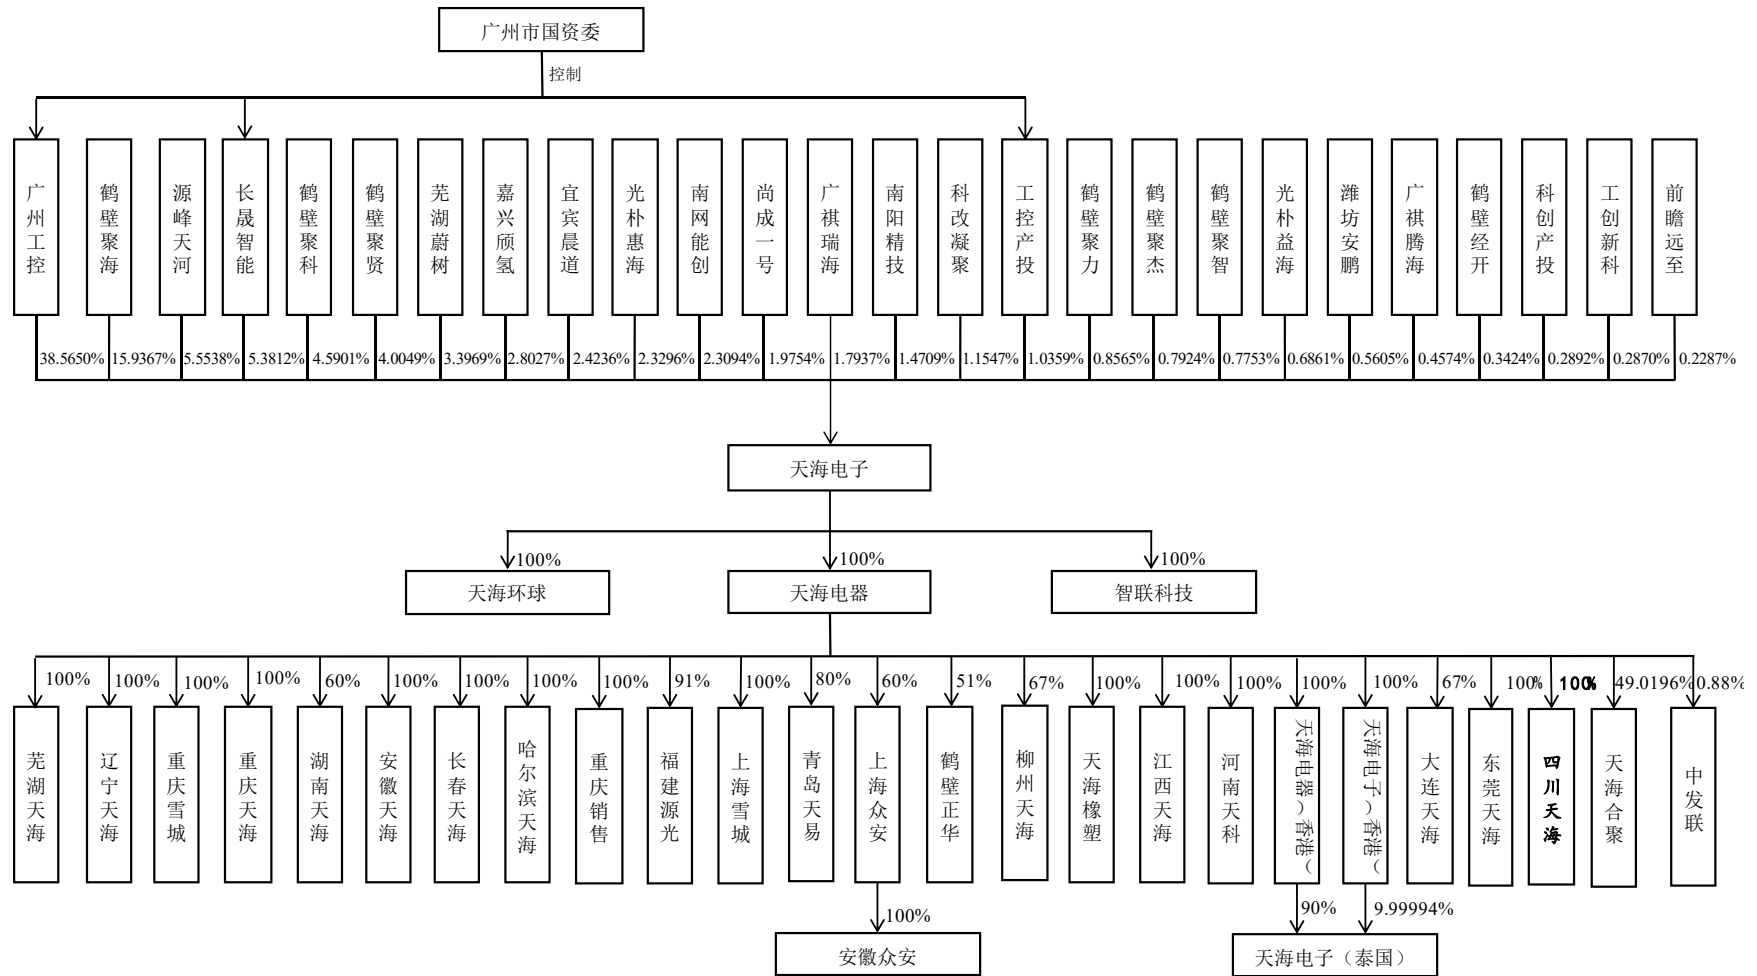 广州市国资委
控制
广州工控
鹤壁聚海
源峰天河
长晟智能
鹤壁聚科
鹤壁聚贤
芜湖蔚树
嘉兴颀氢
宜宾晨道
光朴惠海
南网能创
尚成一号
广祺瑞海
南阳精技
科改凝聚
工控产投
鹤壁聚力
鹤壁聚杰
鹤壁聚智
光朴益海
潍坊安鹏
广祺腾海
鹤壁经开
科创产投
工创新科
前瞻远至
38.5650% 15.9367% 5.5538% 5.3812% 4.5901% 4.0049% 3.3969% 2.8027% 2.4236% 2.3296% 2.3094% 1.9754% 1.7937% 1.4709% 1.1547% 1.0359% 0.8565% 0.7924% 0.7753% 0.6861% 0.5605% 0.4574% 0.3424% 0.2892% 0.2870% 0.2287%
天海电子
100% 100% 100%
天海环球 天海电器 智联科技
100% 100% 100% 100% 60% 100% 100% 100% 100% 91% 100% 80% 60% 51% 67% 100% 100% 100% 100% 100% 67% 100% 100% 49.0196% 0.88%
芜湖天海
辽宁天海
重庆雪城
重庆天海
湖南天海
安徽天海
长春天海
哈尔滨天海
重庆销售
福建源光
上海雪城
青岛天易
上海众安
鹤壁正华
柳州天海
天海橡塑
江西天海
河南天科
天海电器（香港）
天海电子（香港）
大连天海
东莞天海
四川天海
天海合聚
中发联
100% 90% 9.99994%
安徽众安 天海电子（泰国）